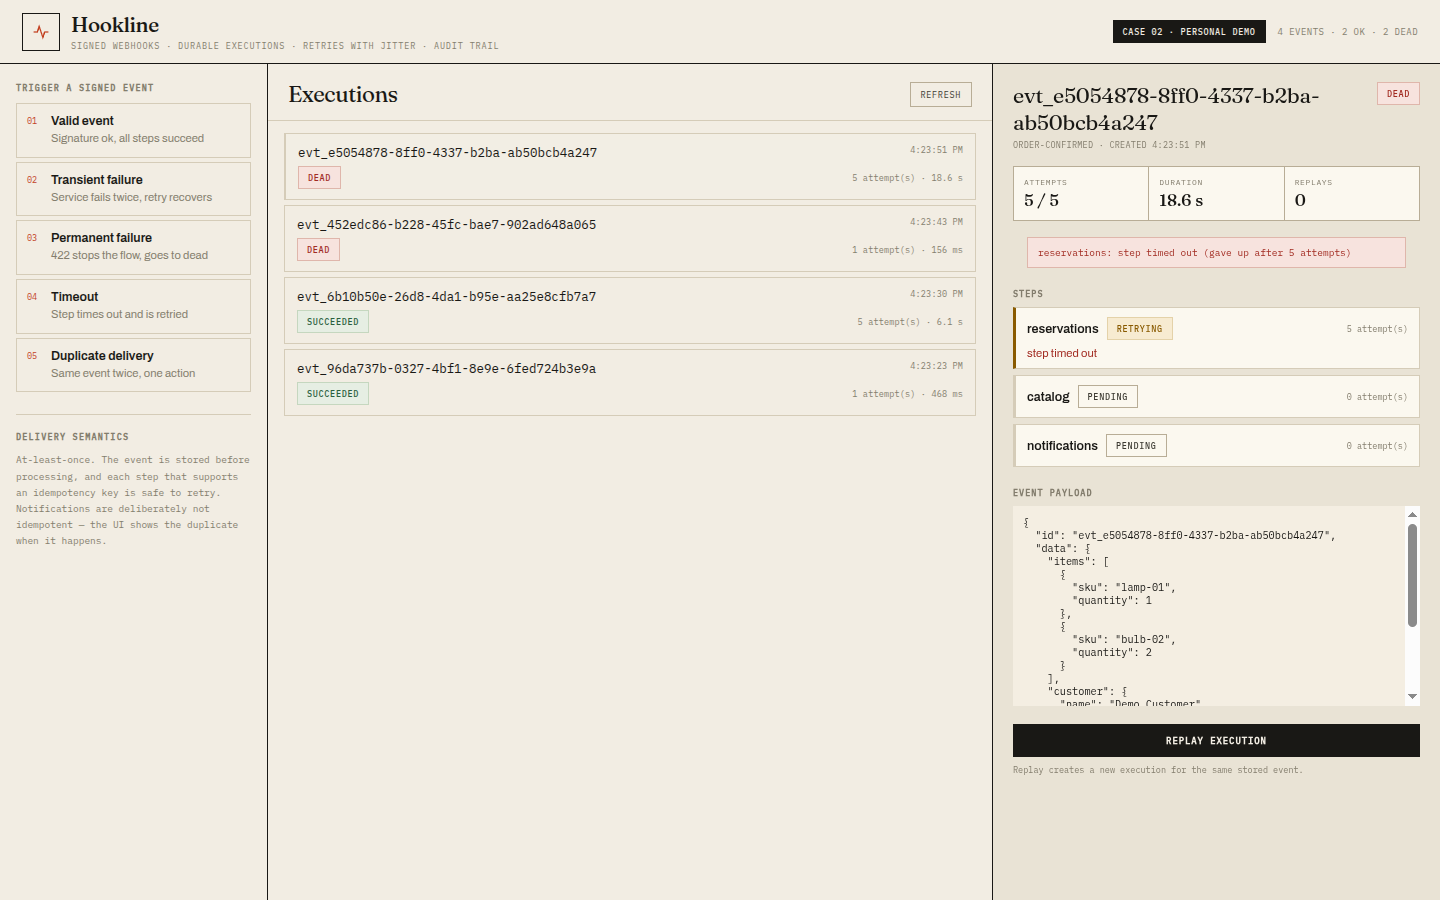 Hookline
SIGNED WEBHOOKS · DURABLE EXECUTIONS · RETRIES WITH JITTER · AUDIT TRAIL
CASE 02 · PERSONAL DEMO
4 EVENTS · 2 OK · 2 DEAD
TRIGGER A SIGNED EVENT
01 Valid event
Signature ok, all steps succeed
02 Transient failure
Service fails twice, retry recovers
03 Permanent failure
422 stops the flow, goes to dead
04 Timeout
Step times out and is retried
05 Duplicate delivery
Same event twice, one action
DELIVERY SEMANTICS
At-least-once. The event is stored before
processing, and each step that supports
an idempotency key is safe to retry.
Notifications are deliberately not
idempotent — the UI shows the duplicate
when it happens.
Executions
REFRESH
evt_e5054878-8ff0-4337-b2ba-ab50bcb4a247 4:23:51 PM
DEAD 5 attempt(s) · 18.6 s
evt_452edc86-b228-45fc-bae7-902ad648a065 4:23:43 PM
DEAD 1 attempt(s) · 156 ms
evt_6b10b50e-26d8-4da1-b95e-aa25e8cfb7a7 4:23:30 PM
SUCCEEDED 5 attempt(s) · 6.1 s
evt_96da737b-0327-4bf1-8e9e-6fed724b3e9a 4:23:23 PM
SUCCEEDED 1 attempt(s) · 468 ms
evt_e5054878-8ff0-4337-b2ba-
ab50bcb4a247
DEAD
ORDER-CONFIRMED · CREATED 4:23:51 PM
ATTEMPTS
5 / 5
DURATION
18.6 s
REPLAYS
0
reservations: step timed out (gave up after 5 attempts)
STEPS
reservations RETRYING 5 attempt(s)
step timed out
catalog PENDING 0 attempt(s)
notifications PENDING 0 attempt(s)
EVENT PAYLOAD
{
"id": "evt_e5054878-8ff0-4337-b2ba-ab50bcb4a247",
"data": {
"items": [
{
"sku": "lamp-01",
"quantity": 1
},
{
"sku": "bulb-02",
"quantity": 2
}
],
"customer": {
"name": "Demo Customer"
REPLAY EXECUTION
Replay creates a new execution for the same stored event.